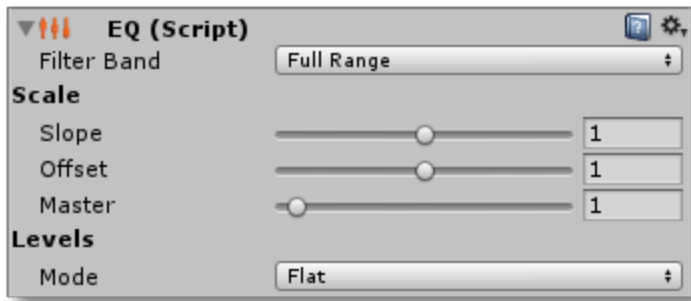 EQ (Script)
Filter Band Full Range
Scale
Slope 1
Offset 1
Master 1
Levels
Mode Flat